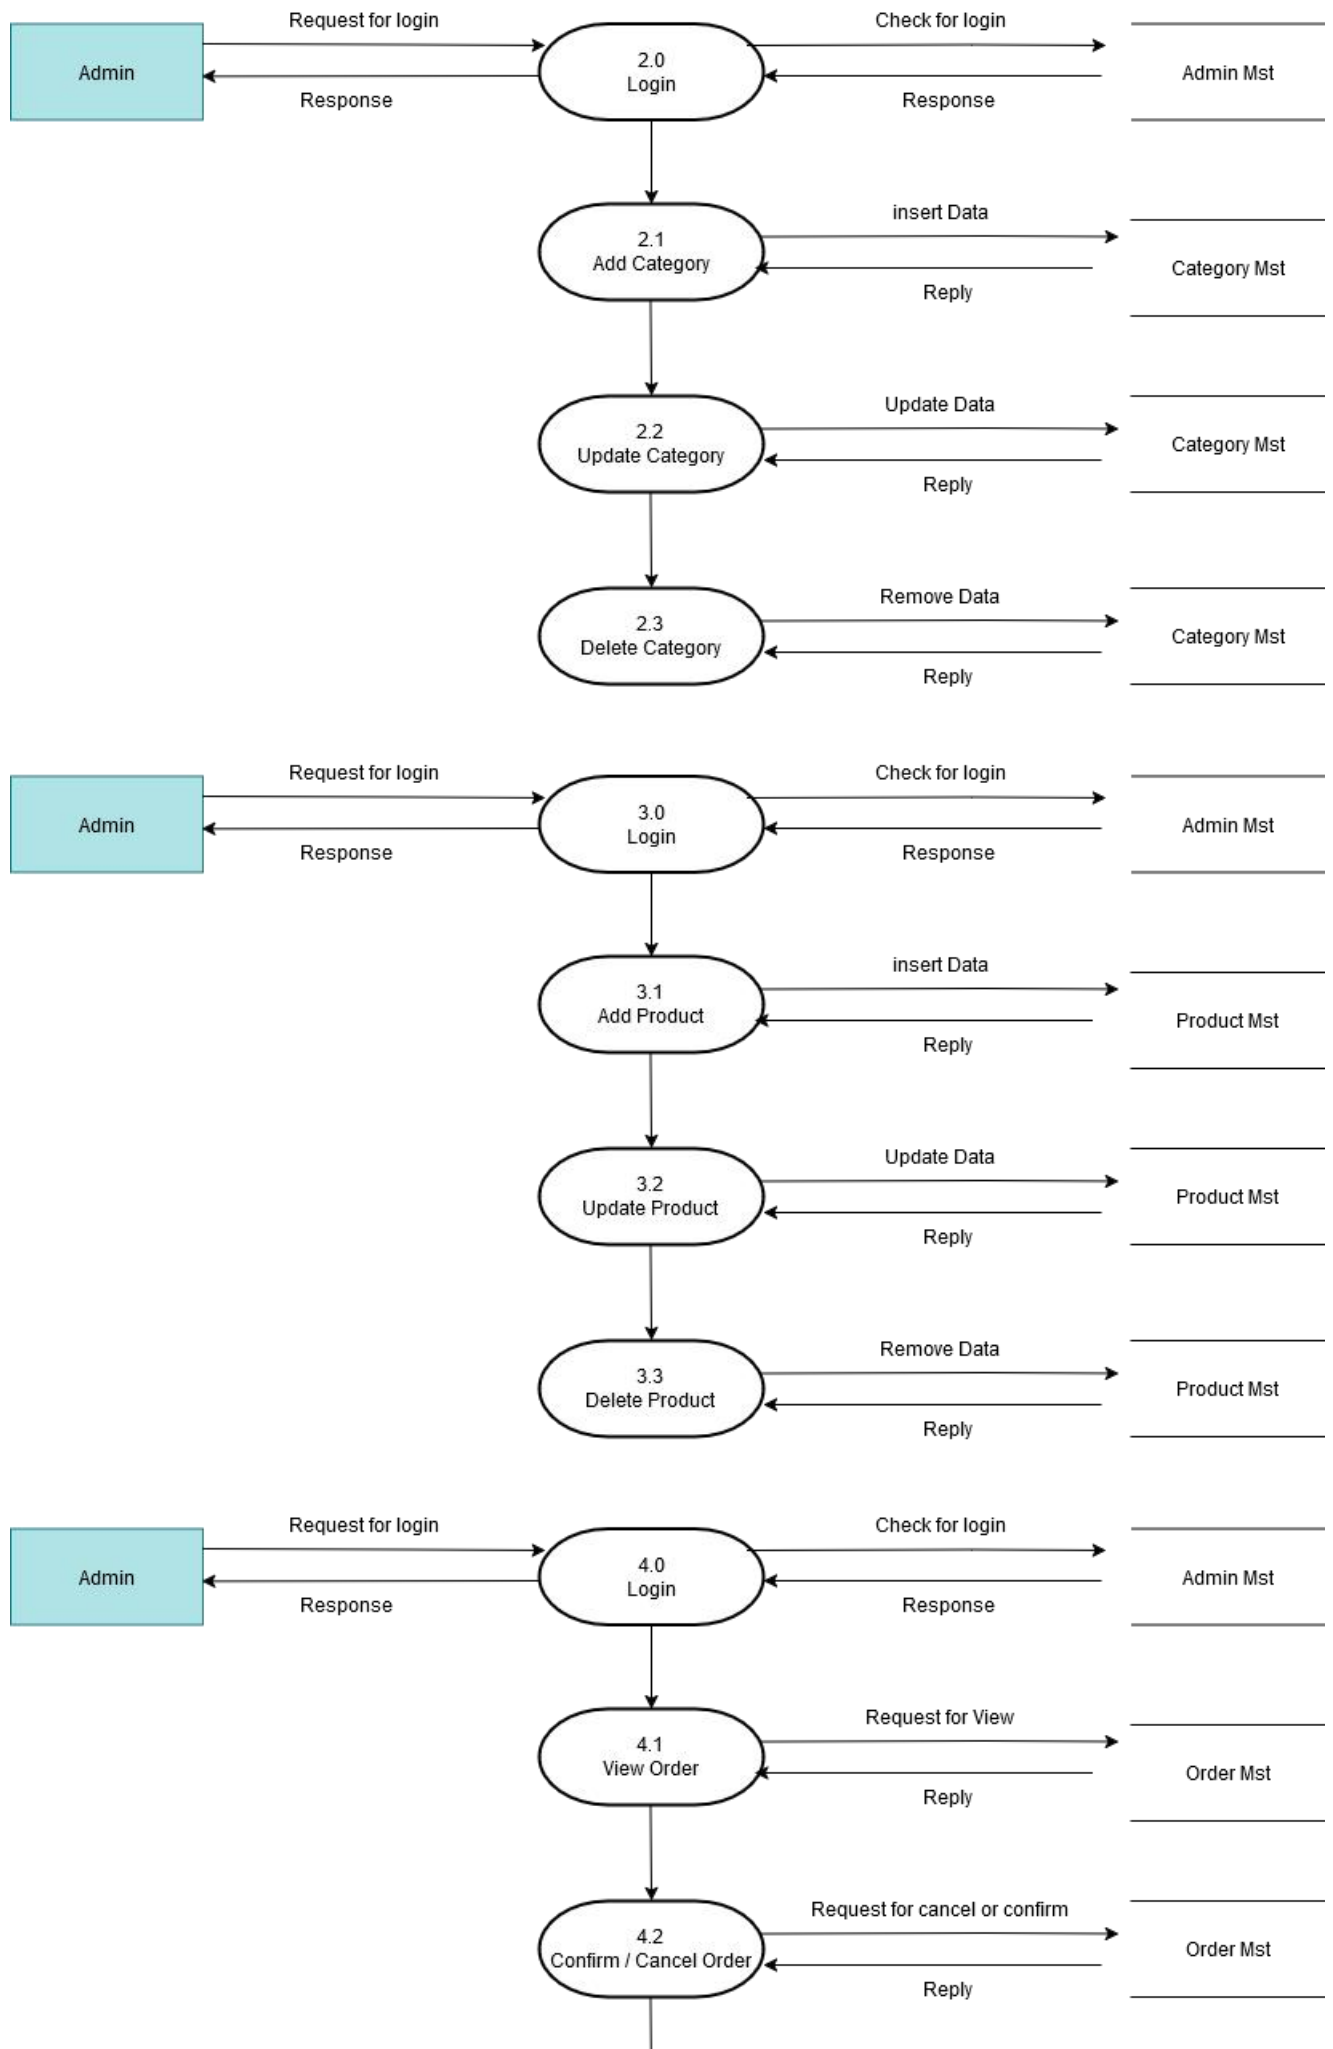 Request for login
Check for login
Admin
2.0
Login
Admin Mst
Response
Response
insert Data
2.1
Add Category
Category Mst
Reply
Update Data
2.2
Update Category
Category Mst
Reply
Remove Data
2.3
Delete Category
Category Mst
Reply
Request for login
Check for login
Admin
3.0
Login
Admin Mst
Response
Response
insert Data
3.1
Add Product
Product Mst
Reply
Update Data
3.2
Update Product
Product Mst
Reply
Remove Data
3.3
Delete Product
Product Mst
Reply
Request for login
Check for login
Admin
4.0
Login
Admin Mst
Response
Response
Request for View
4.1
View Order
Order Mst
Reply
Request for cancel or confirm
4.2
Confirm / Cancel Order
Order Mst
Reply